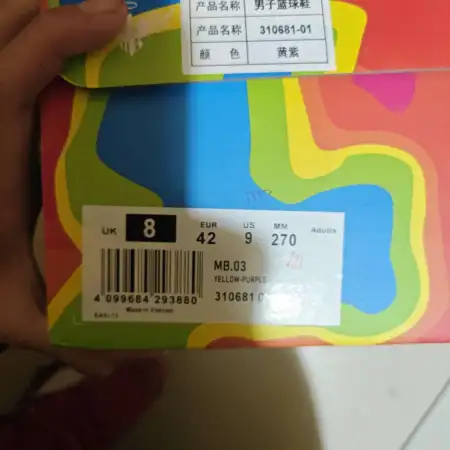 产品名称 男子篮球鞋
产品名称 310681-01
颜 色 黄紫
UK 8 EUR US MM Adults
42 9 270
MB.03
YELLOW-PURPLE
310681
4 099684 293880
Made in Vietnam